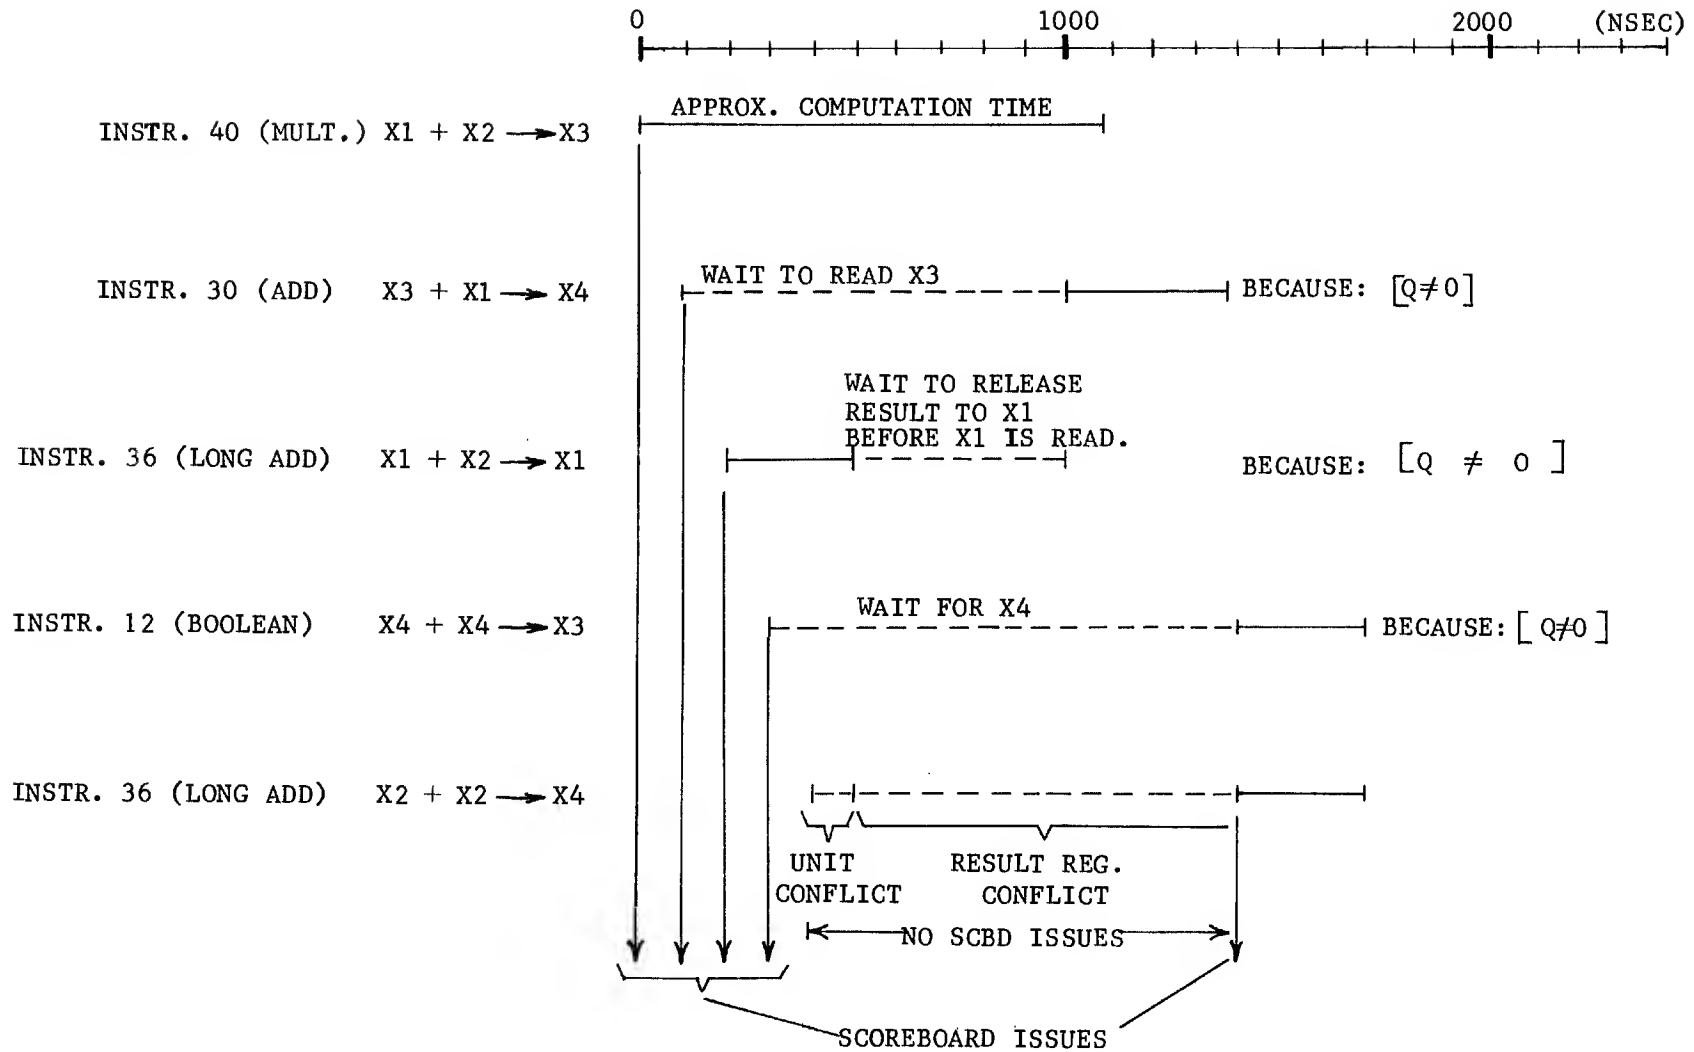 0 1000 2000 (NSEC)
APPROX. COMPUTATION TIME
INSTR. 40 (MULT.) X1 + X2 → X3
WAIT TO READ X3
INSTR. 30 (ADD) X3 + X1 → X4 BECAUSE: [Q≠0]
WAIT TO RELEASE
RESULT TO X1
BEFORE X1 IS READ.
INSTR. 36 (LONG ADD) X1 + X2 → X1 BECAUSE: [Q ≠ 0]
WAIT FOR X4
INSTR. 12 (BOOLEAN) X4 + X4 → X3 BECAUSE: [Q≠0]
INSTR. 36 (LONG ADD) X2 + X2 → X4
UNIT
CONFLICT
RESULT REG.
CONFLICT
NO SCBD ISSUES
SCOREBOARD ISSUES